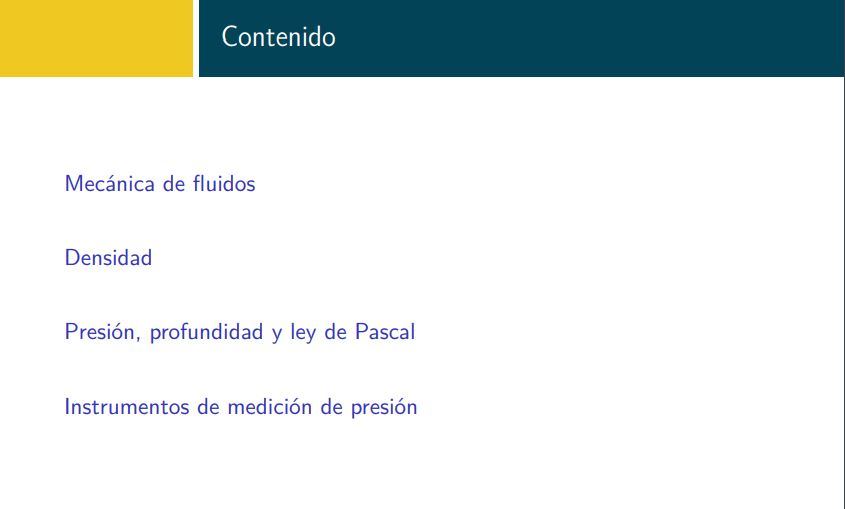 Contenido
Mecánica de fluidos
Densidad
Presión, profundidad y ley de Pascal
Instrumentos de medición de presión